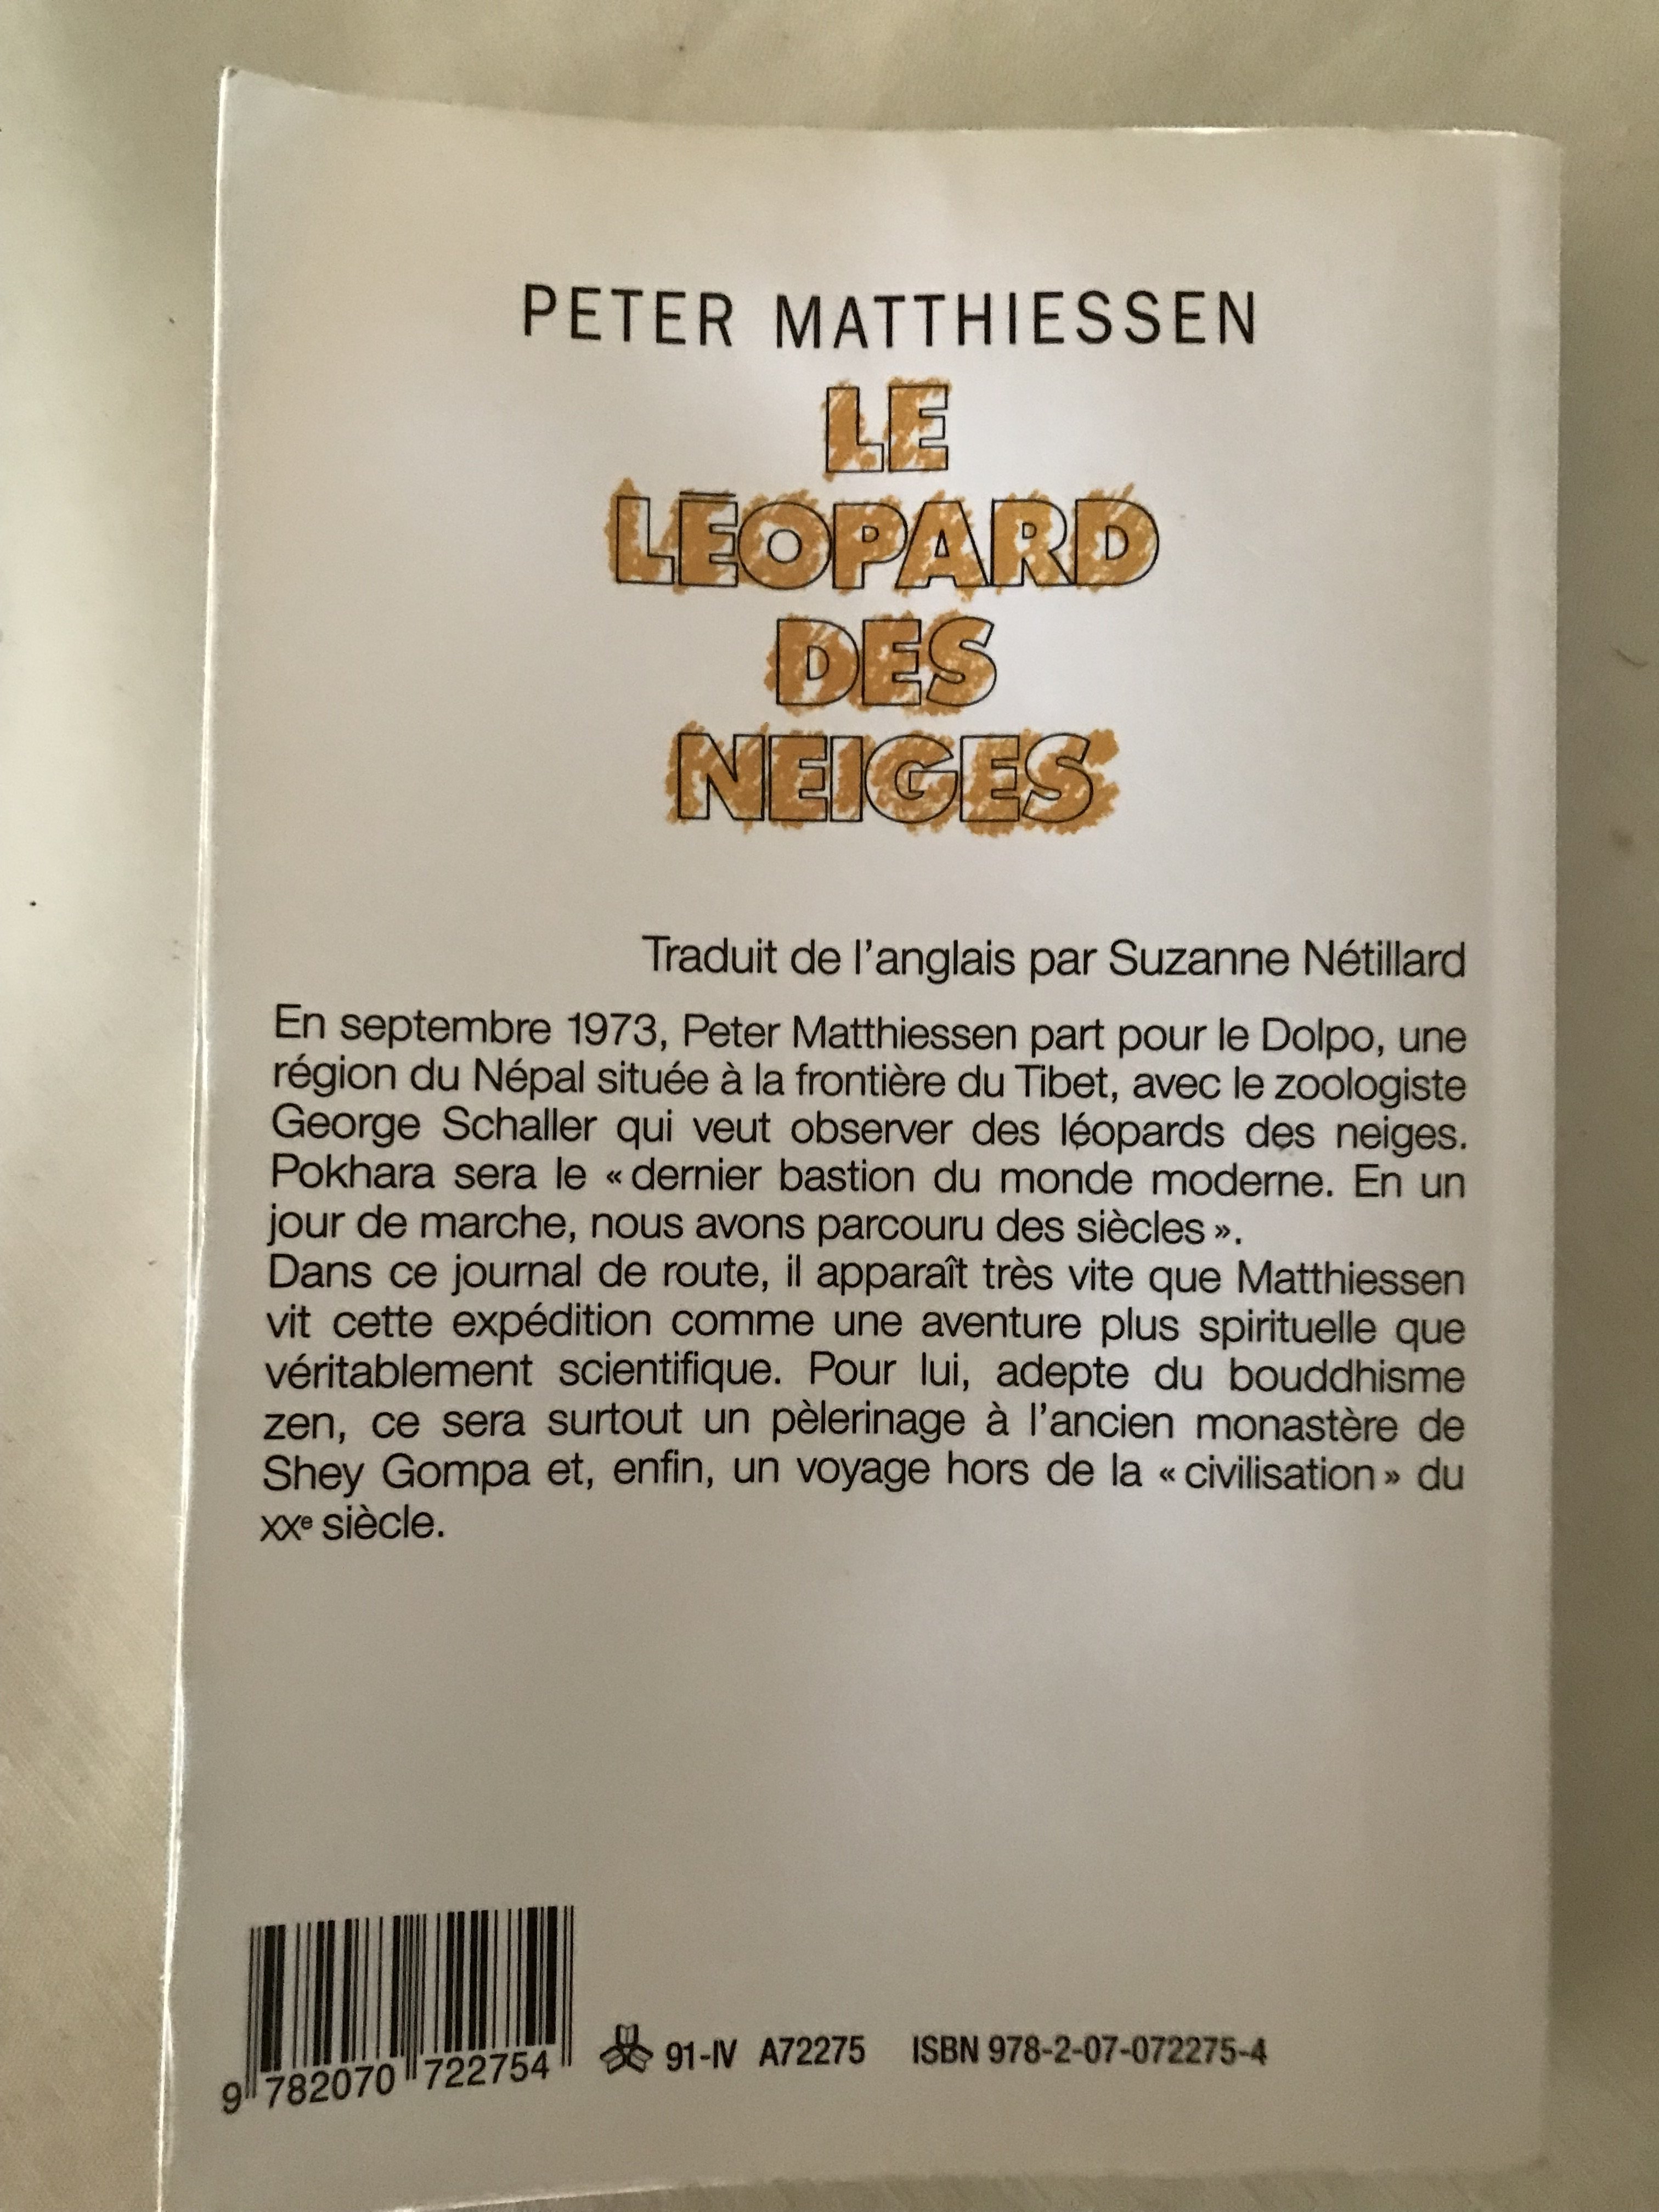 PETER MATTHIESSEN
LE
LÉOPARD
DES
NEIGES
Traduit de l'anglais par Suzanne Nétillard
En septembre 1973, Peter Matthiessen part pour le Dolpo, une
région du Népal située à la frontière du Tibet, avec le zoologiste
George Schaller qui veut observer des léopards des neiges.
Pokhara sera le « dernier bastion du monde moderne. En un
jour de marche, nous avons parcouru des siècles ».
Dans ce journal de route, il apparaît très vite que Matthiessen
vit cette expédition comme une aventure plus spirituelle que
véritablement scientifique. Pour lui, adepte du bouddhisme
zen, ce sera surtout un pèlerinage à l'ancien monastère de
Shey Gompa et, enfin, un voyage hors de la « civilisation » du
XXe siècle.
9 782070 722754
91-IV A72275 ISBN 978-2-07-072275-4